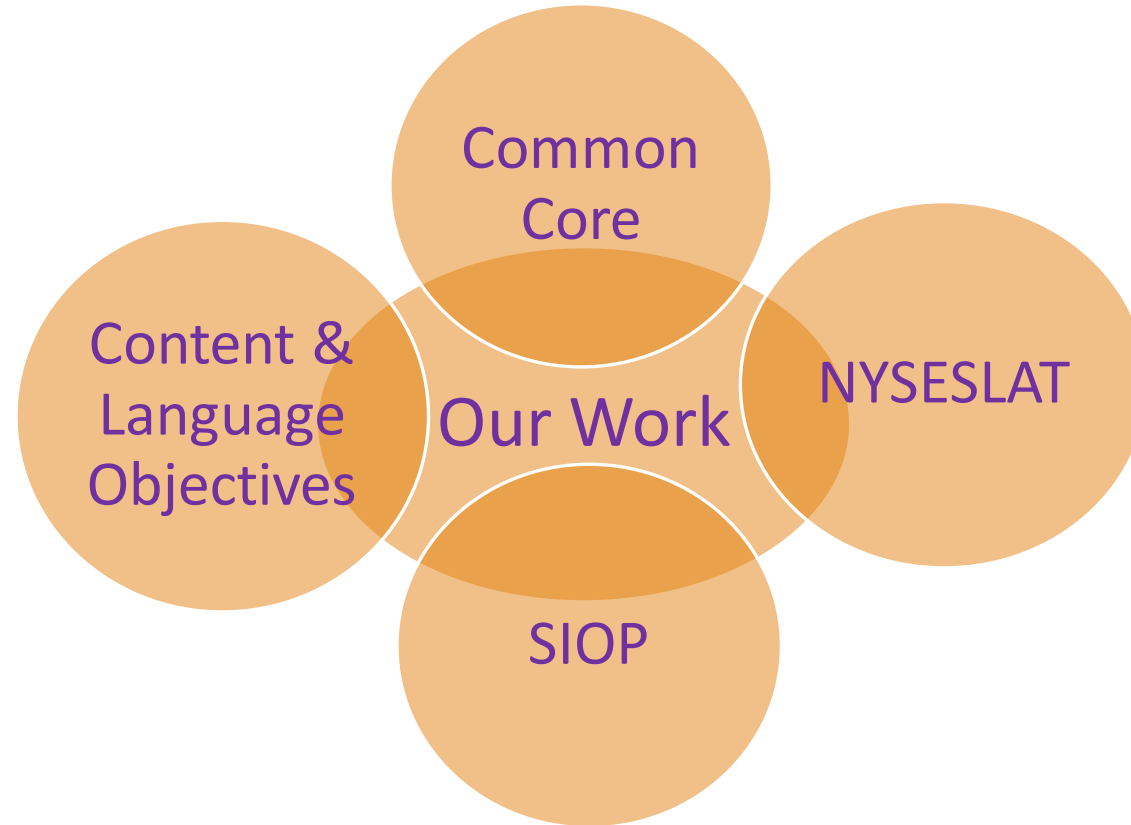 Common
Core
Content &
Language
Objectives
Our Work
NYSESLAT
SIOP